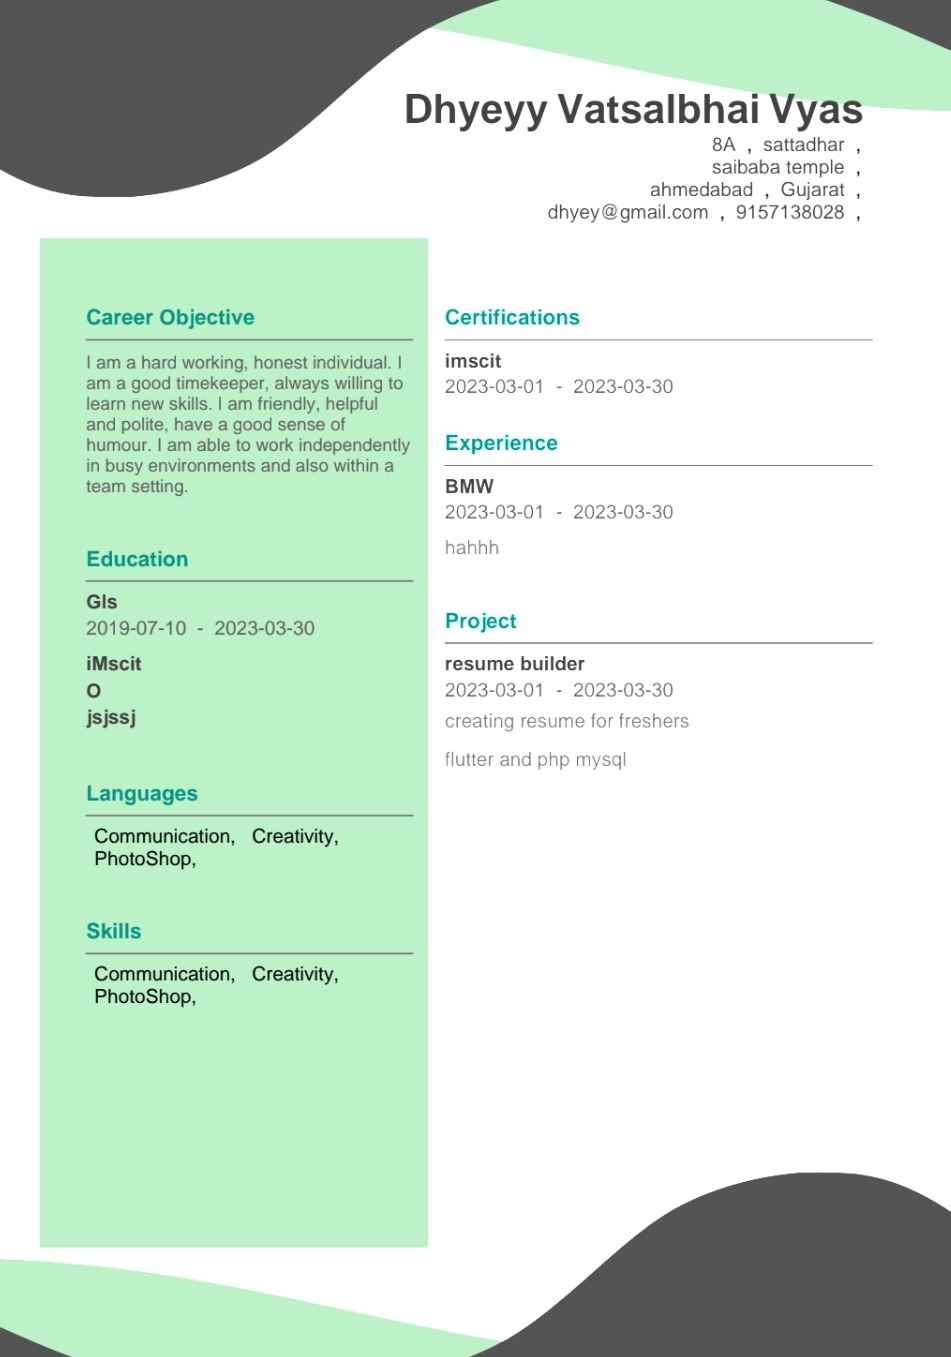 Dhyeyy Vatsalbhai Vyas
8A , sattadhar ,
saibaba temple ,
ahmedabad , Gujarat ,
dhyey@gmail.com , 9157138028 ,
Career Objective
I am a hard working, honest individual. I
am a good timekeeper, always willing to
learn new skills. I am friendly, helpful
and polite, have a good sense of
humour. I am able to work independently
in busy environments and also within a
team setting.
Education
Gls
2019-07-10 - 2023-03-30
iMscit
O
jsjssj
Languages
Communication, Creativity,
PhotoShop,
Skills
Communication, Creativity,
PhotoShop,
Certifications
imscit
2023-03-01 - 2023-03-30
Experience
BMW
2023-03-01 - 2023-03-30
hahhh
Project
resume builder
2023-03-01 - 2023-03-30
creating resume for freshers
flutter and php mysql